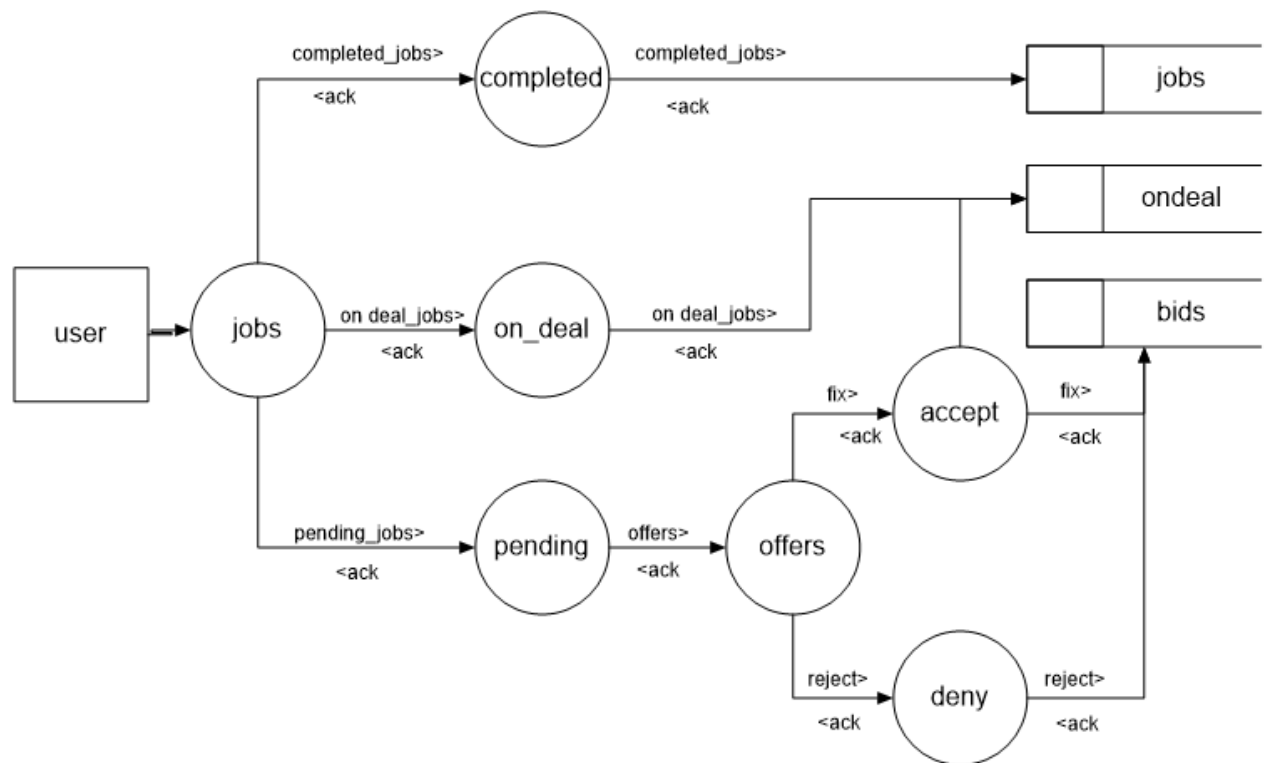 completed_jobs>
<ack
completed
completed_jobs>
<ack
jobs
ondeal
user
jobs
on deal_jobs>
<ack
on_deal
on deal_jobs>
<ack
bids
fix>
<ack
accept
fix>
<ack
pending_jobs>
<ack
pending
offers>
<ack
offers
reject>
<ack
deny
reject>
<ack